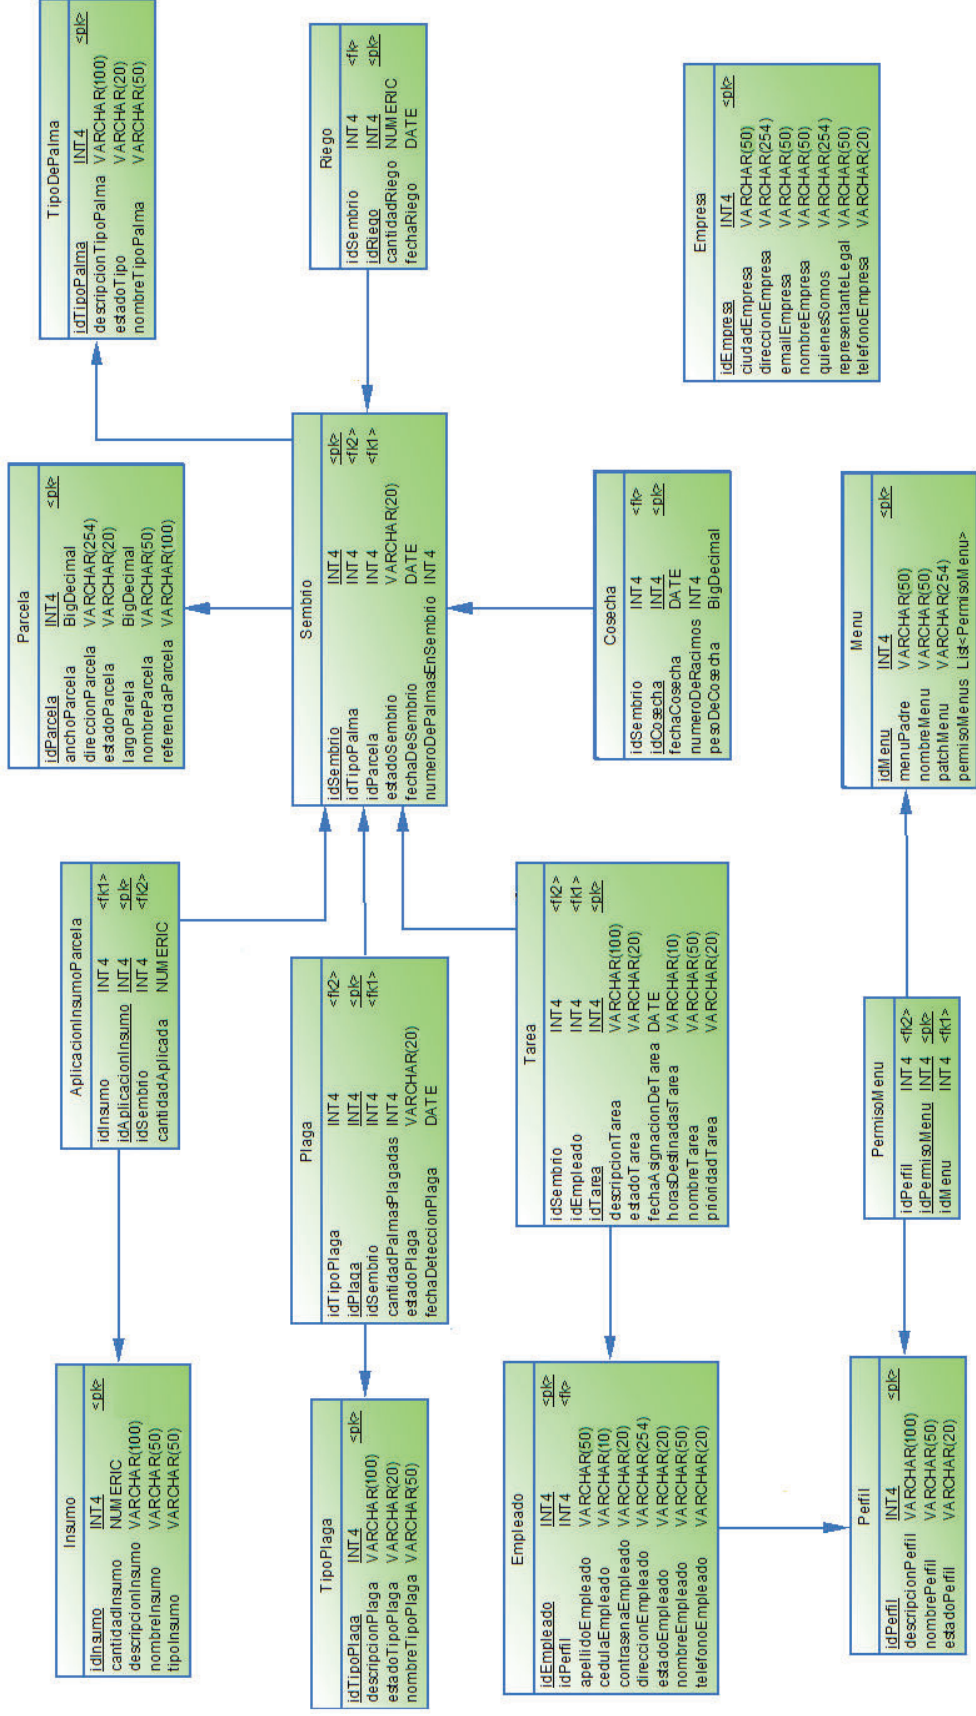 Insumo
idInsumo INT4 <pk>
cantidadInsumo NUMERIC
descripcionInsumo VARCHAR(100)
nombreInsumo VARCHAR(50)
tipoInsumo VARCHAR(50)
AplicacionInsumoParcela
idInsumo INT4 <fk1>
idAplicacionInsumo INT4 <pk>
idSembrio INT4 <fk2>
cantidadAplicada NUMERIC
Parcela
idParcela INT4 <pk>
anchoParcela BigDecimal
direccionParcela VARCHAR(254)
estadoParcela VARCHAR(20)
largoParela BigDecimal
nombreParcela VARCHAR(50)
referenciaParcela VARCHAR(100)
TipoDePalma
idTipoPalma INT4 <pk>
descripcionTipoPalma VARCHAR(100)
estadoTipo VARCHAR(20)
nombreTipoPalma VARCHAR(50)
TipoPlaga
idTipoPlaga INT4 <pk>
descripcionPlaga VARCHAR(100)
estadoTipoPlaga VARCHAR(20)
nombreTipoPlaga VARCHAR(50)
Plaga
idTipoPlaga INT4 <fk2>
idPlaga INT4 <pk>
idSembrio INT4 <fk1>
cantidadPalmasPlagadas INT4
estadoPlaga VARCHAR(20)
fechaDeteccionPlaga DATE
Sembrio
idSembrio INT4 <pk>
idTipoPalma INT4 <fk2>
idParcela INT4 <fk1>
estadoSembrio VARCHAR(20)
fechaDeSembrio DATE
numeroDePalmasEnSembrio INT4
Riego
idSembrio INT4 <fk>
idRiego INT4 <pk>
cantidadRiego NUMERIC
fechaRiego DATE
Empleado
idEmpleado INT4 <pk>
idPerfil INT4 <fk>
apellidoEmpleado VARCHAR(50)
cedulaEmpleado VARCHAR(10)
contrasenaEmpleado VARCHAR(20)
direccionEmpleado VARCHAR(254)
estadoEmpleado VARCHAR(20)
nombreEmpleado VARCHAR(50)
telefonoEmpleado VARCHAR(20)
Tarea
idSembrio INT4 <fk2>
idEmpleado INT4 <fk1>
idTarea INT4 <pk>
descripcionTarea VARCHAR(100)
estadoTarea VARCHAR(20)
fechaAsignacionDeTarea DATE
horasDestinadasTarea VARCHAR(10)
nombreTarea VARCHAR(50)
prioridadTarea VARCHAR(20)
Cosecha
idSembrio INT4 <fk>
idCosecha INT4 <pk>
fechaCosecha DATE
numeroDeRacimos INT4
pesoDeCosecha BigDecimal
Empresa
idEmpresa INT4 <pk>
ciudadEmpresa VARCHAR(50)
direccionEmpresa VARCHAR(254)
emailEmpresa VARCHAR(50)
nombreEmpresa VARCHAR(50)
quienesSomos VARCHAR(254)
representanteLegal VARCHAR(50)
telefonoEmpresa VARCHAR(20)
Perfil
idPerfil INT4 <pk>
descripcionPerfil VARCHAR(100)
nombrePerfil VARCHAR(50)
estadoPerfil VARCHAR(20)
PermisoMenu
idPerfil INT4 <fk2>
idPermisoMenu INT4 <pk>
idMenu INT4 <fk1>
Menu
idMenu INT4 <pk>
menuPadre VARCHAR(50)
nombreMenu VARCHAR(50)
patchMenu VARCHAR(254)
permisoMenus List<PermisoMenu>